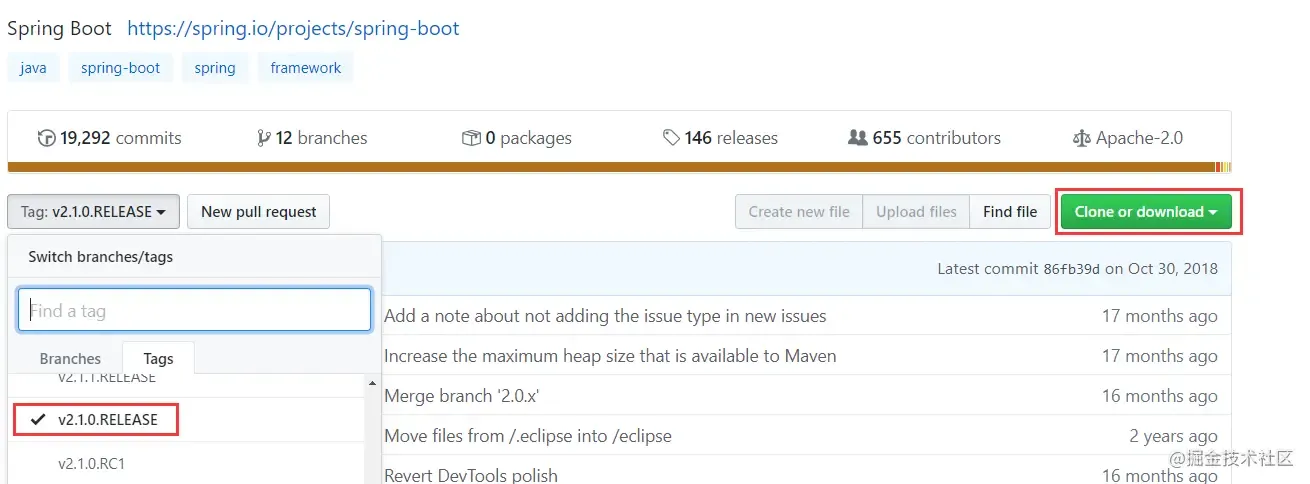 Spring Boot https://spring.io/projects/spring-boot
java spring-boot spring framework
19,292 commits 12 branches 0 packages 146 releases 655 contributors Apache-2.0
Tag: v2.1.0.RELEASE New pull request Create new file Upload files Find file Clone or download
Switch branches/tags
Latest commit 86fb39d on Oct 30, 2018
Find a tag
Add a note about not adding the issue type in new issues 17 months ago
Branches Tags
Increase the maximum heap size that is available to Maven 17 months ago
v2.1.1.RELEASE
Merge branch '2.0.x' 16 months ago
v2.1.0.RELEASE
Move files from /.eclipse into /eclipse 2 years ago
v2.1.0.RC1
Revert DevTools polish 16 months ago
@掘金技术社区